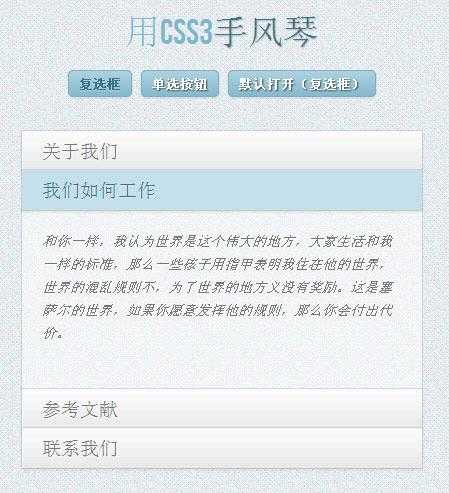 用CSS3手风琴
复选框 单选按钮 默认打开（复选框）
关于我们
我们如何工作
和你一样，我认为世界是这个伟大的地方，大家生活和我
一样的标准，那么一些孩子用指甲表明我住在他的世界，
世界的混乱规则不，为了世界的地方义没有奖励。这是塞
萨尔的世界，如果你愿意发挥他的规则，那么你会付出代
价。
参考文献
联系我们